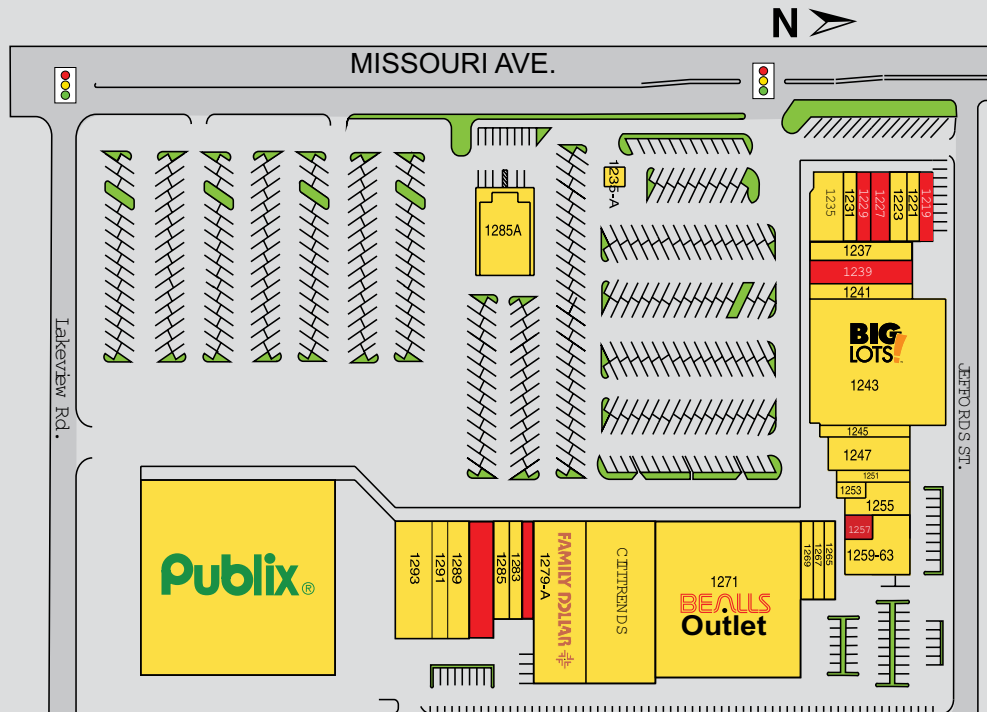 N
MISSOURI AVE.
Lakeview Rd.
JEFFORDS ST.
1285A
1235-A
1235
1231
1229
1227
1223
1221
1219
1237
1239
1241
BIG
LOTS!
1243
1245
1247
1251
1253
1255
1257
1259-63
Publix®
1293
1291
1289
1285
1283
1279-A
FAMILY DOLLAR
CITITRENDS
1271
BEALLS
Outlet
1269
1267
1265